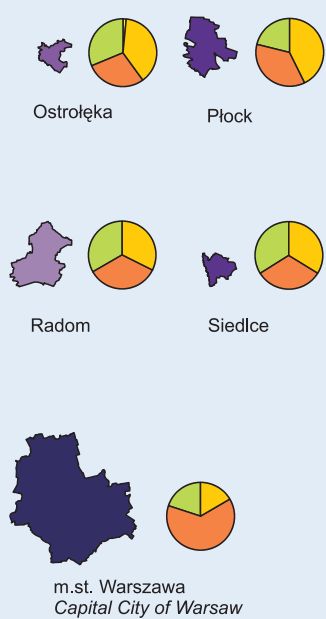 Ostrołęka
Płock
Radom
Siedlce
m.st. Warszawa
Capital City of Warsaw